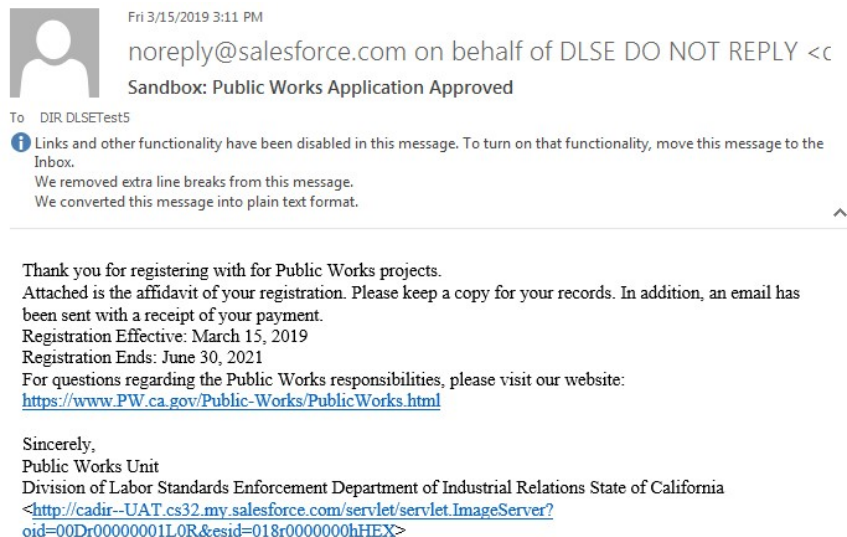 Fri 3/15/2019 3:11 PM
noreply@salesforce.com on behalf of DLSE DO NOT REPLY <c
Sandbox: Public Works Application Approved
To DIR DLSETest5
Links and other functionality have been disabled in this message. To turn on that functionality, move this message to the
Inbox.
We removed extra line breaks from this message.
We converted this message into plain text format.
Thank you for registering with for Public Works projects.
Attached is the affidavit of your registration. Please keep a copy for your records. In addition, an email has
been sent with a receipt of your payment.
Registration Effective: March 15, 2019
Registration Ends: June 30, 2021
For questions regarding the Public Works responsibilities, please visit our website:
https://www.PW.ca.gov/Public-Works/PublicWorks.html
Sincerely,
Public Works Unit
Division of Labor Standards Enforcement Department of Industrial Relations State of California
<http://cadir--UAT.cs32.my.salesforce.com/servlet/servlet.ImageServer?
oid=00Dr00000001L0R&esid=018r0000000hHEX>